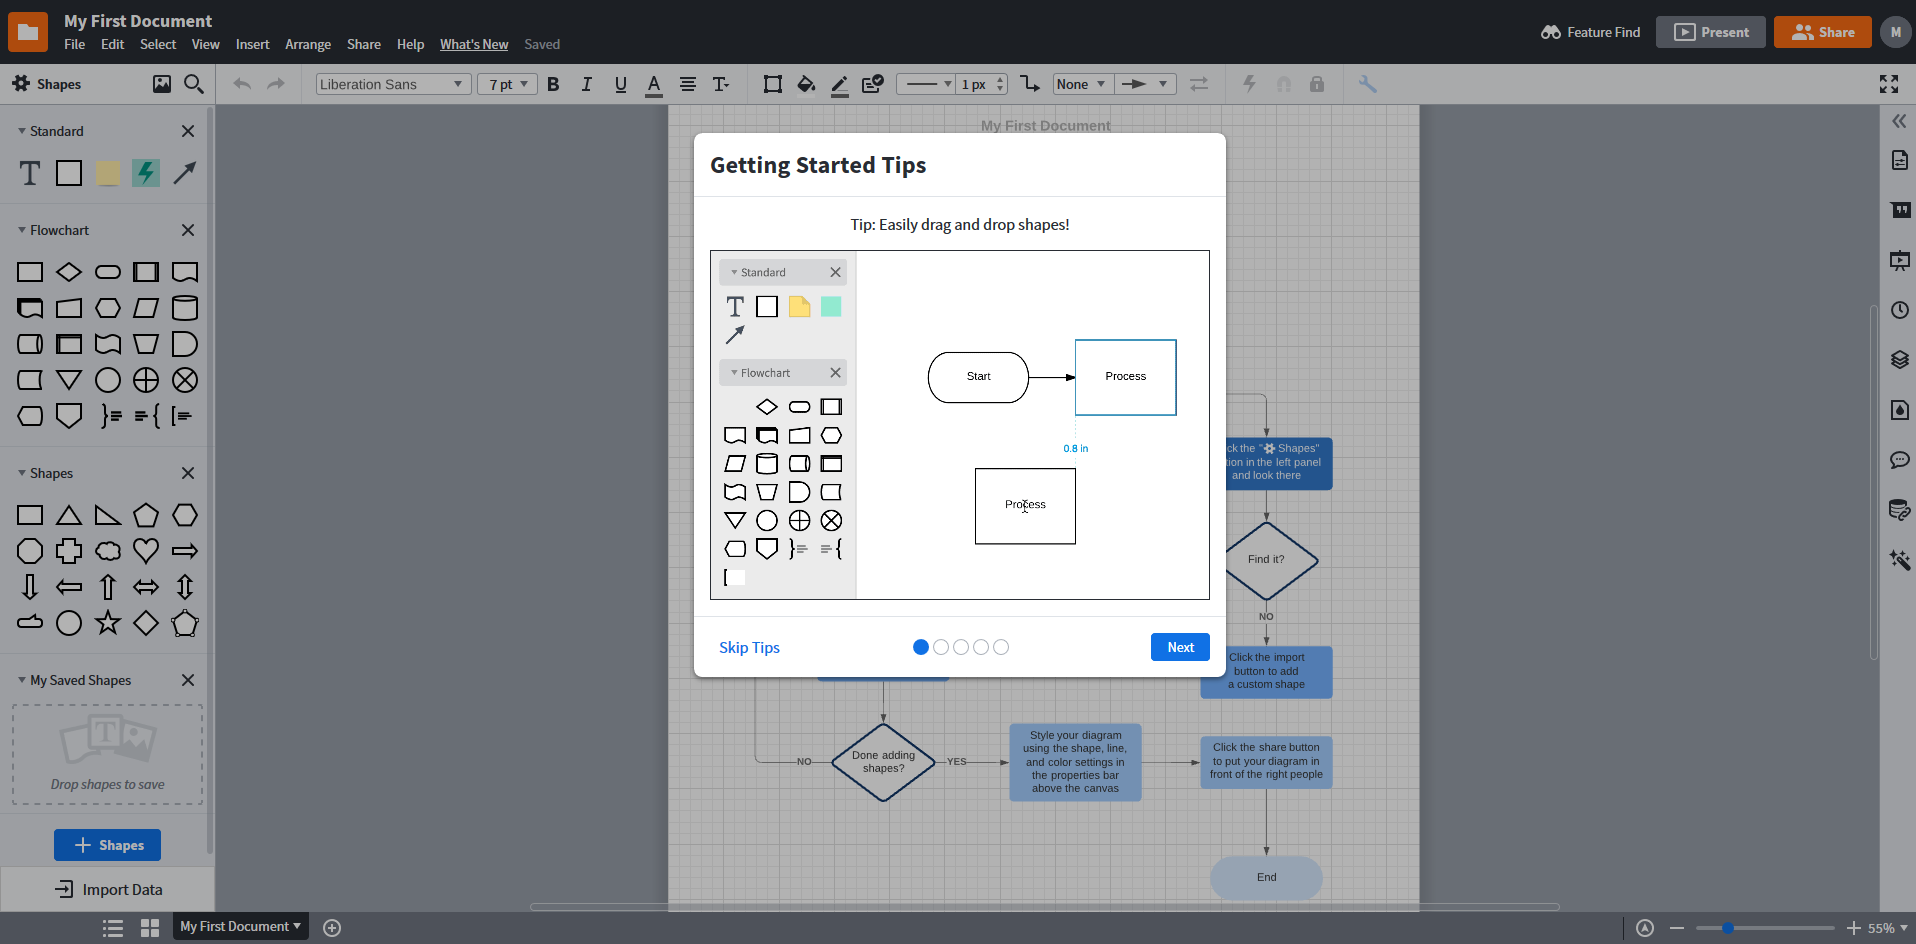 My First Document
File Edit Select View Insert Arrange Share Help What's New Saved
Feature Find
Present
Share
M
Shapes
Liberation Sans
7 pt
B I U A T
1 px
None
Standard
T
Flowchart
Shapes
My Saved Shapes
T
Drop shapes to save
Shapes
Import Data
My First Document
Getting Started Tips
Tip: Easily drag and drop shapes!
Standard
T
Flowchart
Start
Process
0.8 in
Process
Skip Tips
Next
ck the "Shapes"
tion in the left panel
and look there
Find it?
NO
Click the import
button to add
a custom shape
NO
Done adding
shapes?
YES
Style your diagram
using the shape, line,
and color settings in
the properties bar
above the canvas
Click the share button
to put your diagram in
front of the right people
End
My First Document
55%